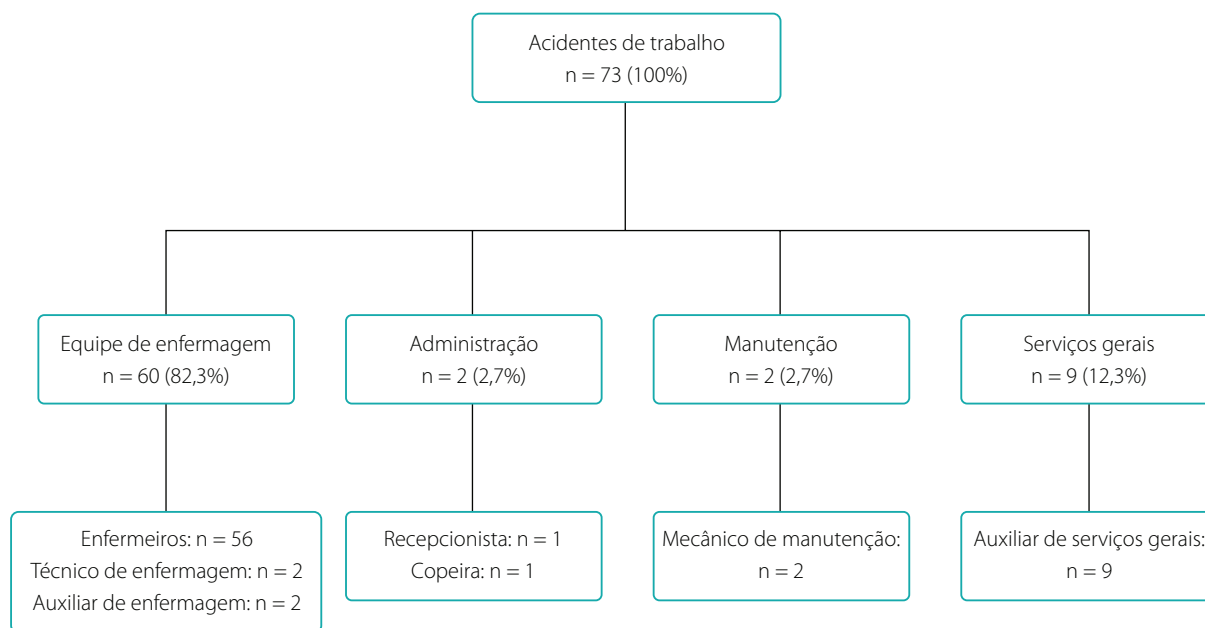 Acidentes de trabalho
n = 73 (100%)
Equipe de enfermagem
n = 60 (82,3%)
Administração
n = 2 (2,7%)
Manutenção
n = 2 (2,7%)
Serviços gerais
n = 9 (12,3%)
Enfermeiros: n = 56
Técnico de enfermagem: n = 2
Auxiliar de enfermagem: n = 2
Recepcionista: n = 1
Copeira: n = 1
Mecânico de manutenção:
n = 2
Auxiliar de serviços gerais:
n = 9